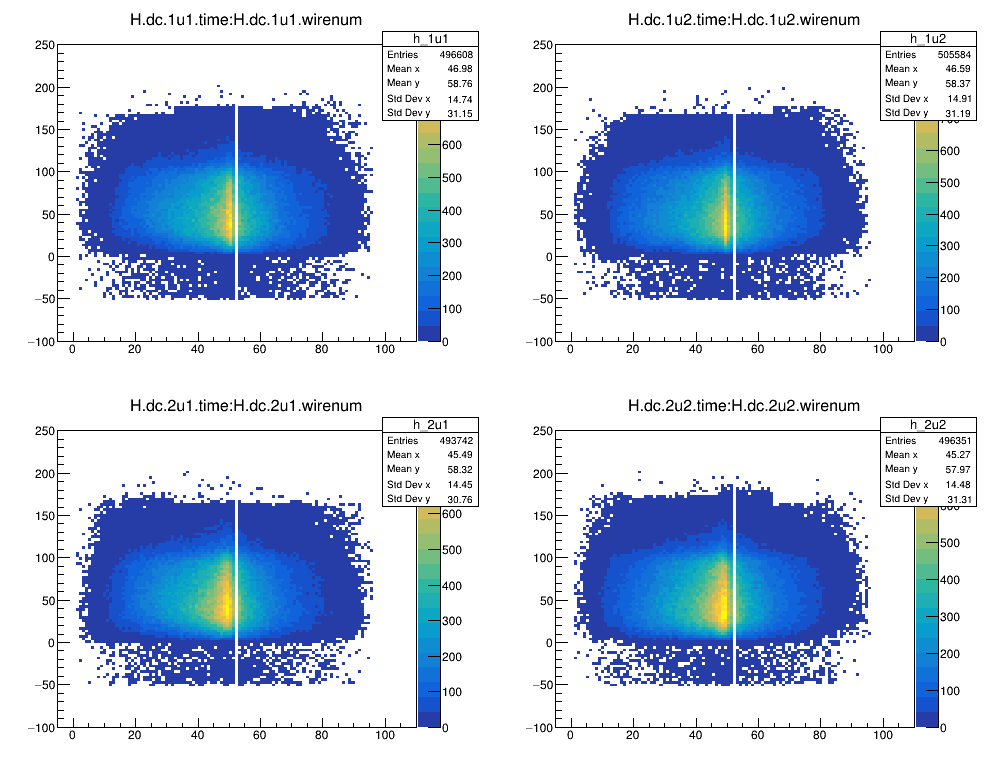 H.dc.1u1.time:H.dc.1u1.wirenum
h_1u1
Entries 496608
Mean x 46.98
Mean y 58.76
Std Dev x 14.74
Std Dev y 31.15
250
200
150
100
50
0
−50
−100
0 20 40 60 80 100
600
500
400
300
200
100
0
H.dc.1u2.time:H.dc.1u2.wirenum
h_1u2
Entries 505584
Mean x 46.59
Mean y 58.37
Std Dev x 14.91
Std Dev y 31.19
250
200
150
100
50
0
−50
−100
0 20 40 60 80 100
700
600
500
400
300
200
100
0
H.dc.2u1.time:H.dc.2u1.wirenum
h_2u1
Entries 493742
Mean x 45.49
Mean y 58.32
Std Dev x 14.45
Std Dev y 30.76
250
200
150
100
50
0
−50
−100
0 20 40 60 80 100
600
500
400
300
200
100
0
H.dc.2u2.time:H.dc.2u2.wirenum
h_2u2
Entries 496351
Mean x 45.27
Mean y 57.97
Std Dev x 14.48
Std Dev y 31.31
250
200
150
100
50
0
−50
−100
0 20 40 60 80 100
600
500
400
300
200
100
0